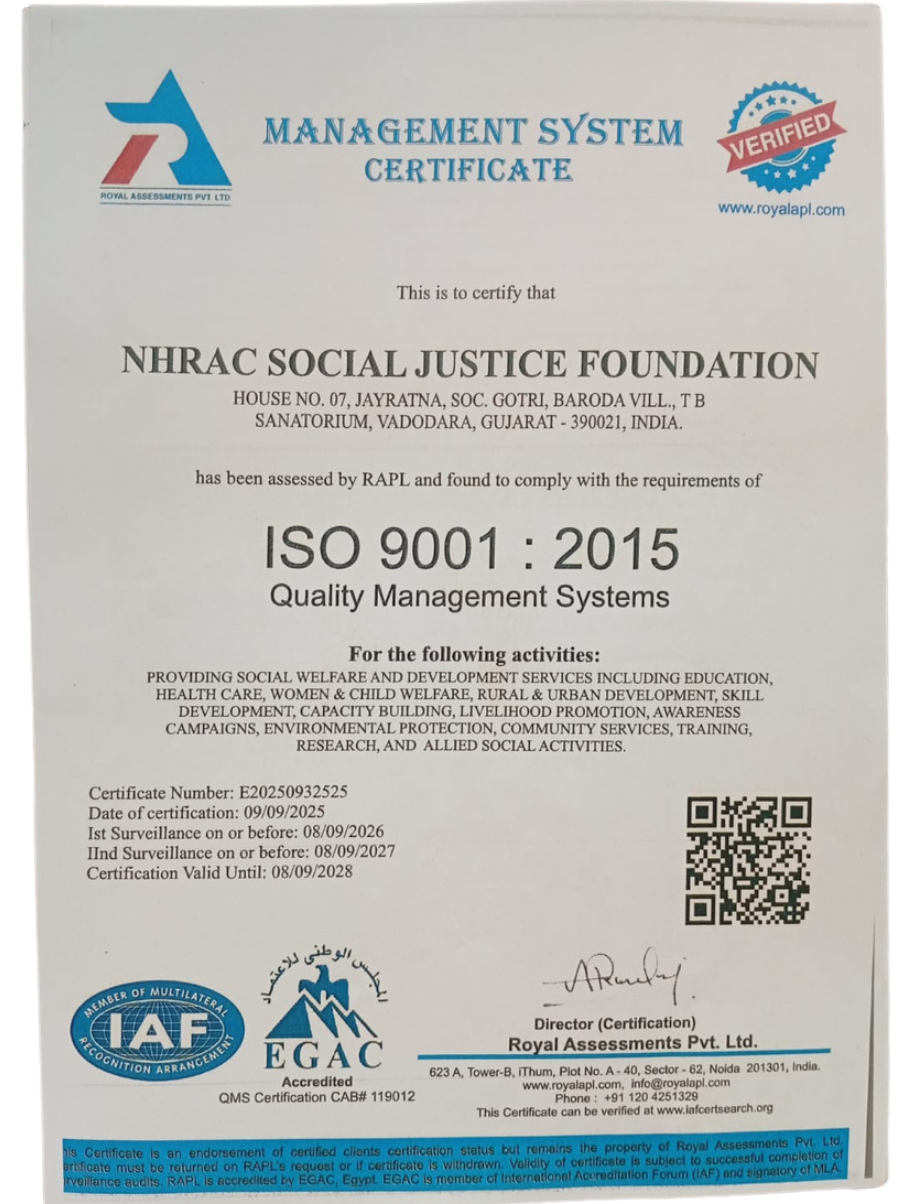 ROYAL ASSESSMENTS PVT. LTD
MANAGEMENT SYSTEM
CERTIFICATE
VERIFIED
www.royalapl.com
This is to certify that
NHRAC SOCIAL JUSTICE FOUNDATION
HOUSE NO. 07, JAYRATNA, SOC. GOTRI, BARODA VILL., T B
SANATORIUM, VADODARA, GUJARAT - 390021, INDIA.
has been assessed by RAPL and found to comply with the requirements of
ISO 9001 : 2015
Quality Management Systems
For the following activities:
PROVIDING SOCIAL WELFARE AND DEVELOPMENT SERVICES INCLUDING EDUCATION,
HEALTH CARE, WOMEN & CHILD WELFARE, RURAL & URBAN DEVELOPMENT, SKILL
DEVELOPMENT, CAPACITY BUILDING, LIVELIHOOD PROMOTION, AWARENESS
CAMPAIGNS, ENVIRONMENTAL PROTECTION, COMMUNITY SERVICES, TRAINING,
RESEARCH, AND ALLIED SOCIAL ACTIVITIES.
Certificate Number: E20250932525
Date of certification: 09/09/2025
Ist Surveillance on or before: 08/09/2026
IInd Surveillance on or before: 08/09/2027
Certification Valid Until: 08/09/2028
MEMBER OF MULTILATERAL
IAF
RECOGNITION ARRANGEMENT
المجلس الوطنى للاعتماد
EGAC
Accredited
QMS Certification CAB# 119012
Director (Certification)
Royal Assessments Pvt. Ltd.
623 A, Tower-B, iThum, Plot No. A - 40, Sector - 62, Noida 201301, India.
www.royalapl.com, info@royalapl.com
Phone : +91 120 4251329
This Certificate can be verified at www.iafcertsearch.org
his Certificate is an endorsement of certified clients certification status but remains the property of Royal Assessments Pvt. Ltd.
ertificate must be returned on RAPL's request or if certificate is withdrawn. Validity of certificate is subject to successful completion of
rveillance audits. RAPL is accredited by EGAC, Egypt. EGAC is member of International Accreditation Forum (IAF) and signatory of MLA.